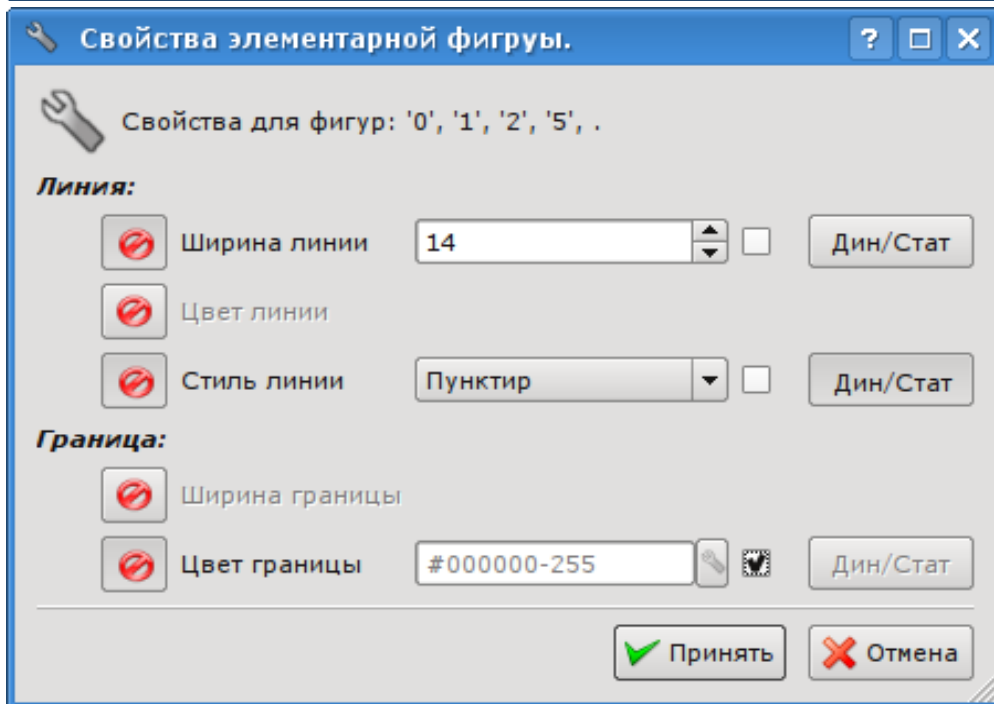 Свойства элементарной фигруы.
Свойства для фигур: '0', '1', '2', '5', .
Линия:
Ширина линии 14 Дин/Стат
Цвет линии
Стиль линии Пунктир Дин/Стат
Граница:
Ширина границы
Цвет границы #000000-255 Дин/Стат
Принять Отмена